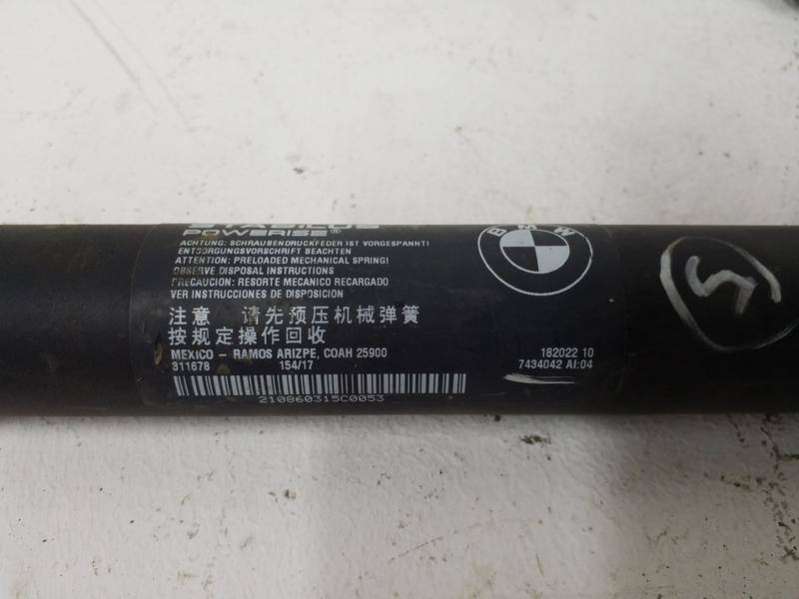 STABILUS
POWERISE®
ACHTUNG: SCHRAUBENDRUCKFEDER IST VORGESPANNT!
ENTSORGUNGSVORSCHRIFT BEACHTEN
ATTENTION: PRELOADED MECHANICAL SPRING!
OBSERVE DISPOSAL INSTRUCTIONS
PRECAUCION: RESORTE MECANICO RECARGADO
VER INSTRUCCIONES DE DISPOSICION
注意 请先预压机械弹簧
按规定操作回收
MEXICO - RAMOS ARIZPE, COAH 25900
311678 154/17
210860315C0053
BMW
182022 10
7434042 AI:04
5